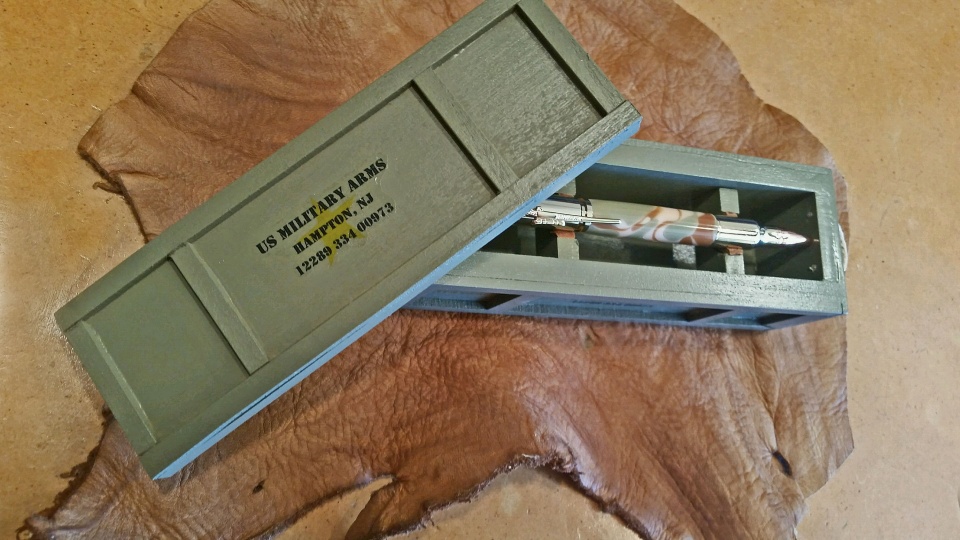 US MILITARY ARMS
HAMPTON, NJ
12289 334 00973